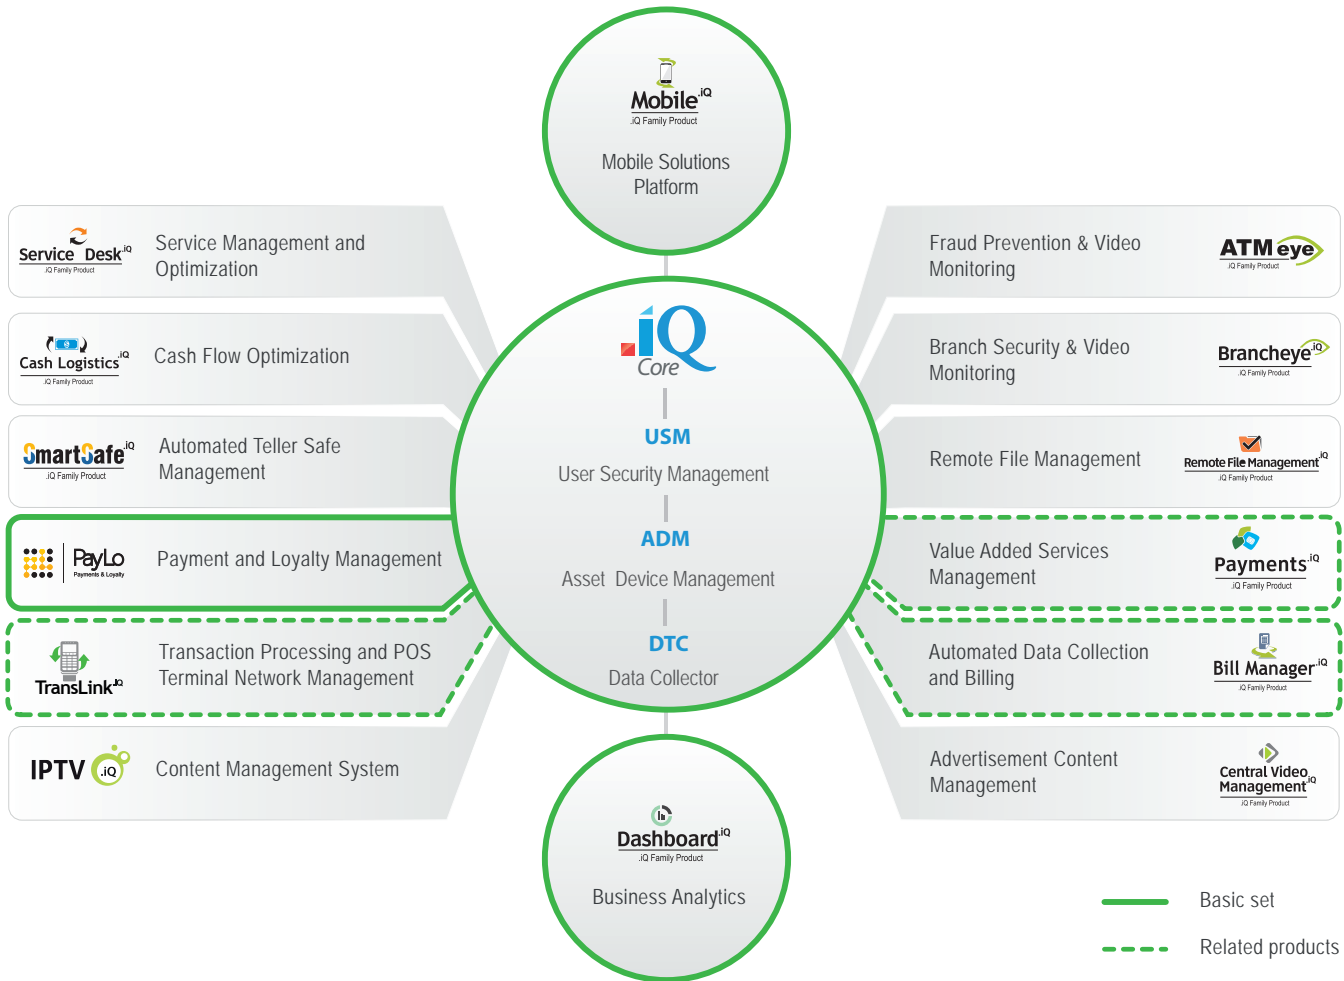 Mobile.iQ
.iQ Family Product
Mobile Solutions
Platform
Service Desk.iQ
.iQ Family Product
Service Management and
Optimization
Cash Logistics.iQ
.iQ Family Product
Cash Flow Optimization
SmartSafe.iQ
.iQ Family Product
Automated Teller Safe
Management
PayLo
Payments & Loyalty
Payment and Loyalty Management
TransLink.iQ
Transaction Processing and POS
Terminal Network Management
IPTV .iQ
Content Management System
.iQ
Core
USM
User Security Management
ADM
Asset Device Management
DTC
Data Collector
Fraud Prevention & Video
Monitoring
ATMeye
.iQ Family Product
Branch Security & Video
Monitoring
Brancheye.iQ
.iQ Family Product
Remote File Management
Remote File Management.iQ
.iQ Family Product
Value Added Services
Management
Payments.iQ
.iQ Family Product
Automated Data Collection
and Billing
Bill Manager.iQ
.iQ Family Product
Advertisement Content
Management
Central Video
Management.iQ
.iQ Family Product
Dashboard.iQ
.iQ Family Product
Business Analytics
Basic set
Related products